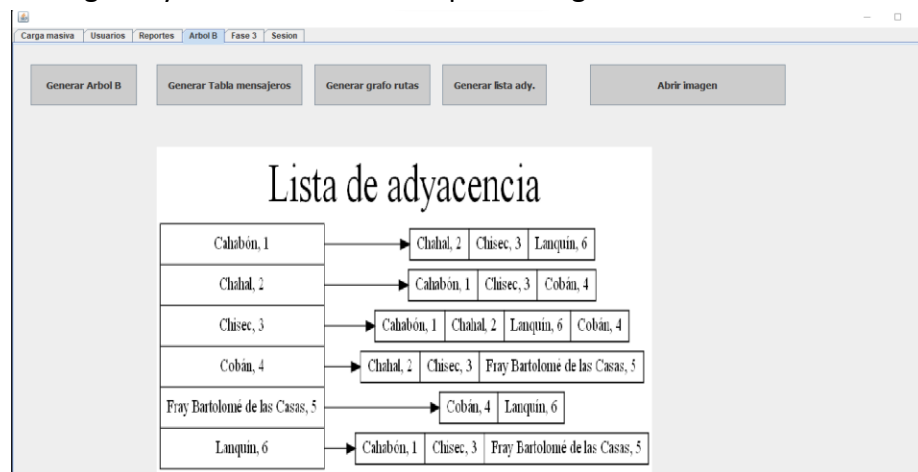 Carga masiva Usuarios Reportes Arbol B Fase 3 Sesion
Generar Arbol B Generar Tabla mensajeros Generar grafo rutas Generar lista ady. Abrir imagen
Lista de adyacencia
Cahabón, 1 Chahal, 2 Chisec, 3 Lanquín, 6
Chahal, 2 Cahabón, 1 Chisec, 3 Cobán, 4
Chisec, 3 Cahabón, 1 Chahal, 2 Lanquín, 6 Cobán, 4
Cobán, 4 Chahal, 2 Chisec, 3 Fray Bartolomé de las Casas, 5
Fray Bartolomé de las Casas, 5 Cobán, 4 Lanquín, 6
Lanquín, 6 Cahabón, 1 Chisec, 3 Fray Bartolomé de las Casas, 5